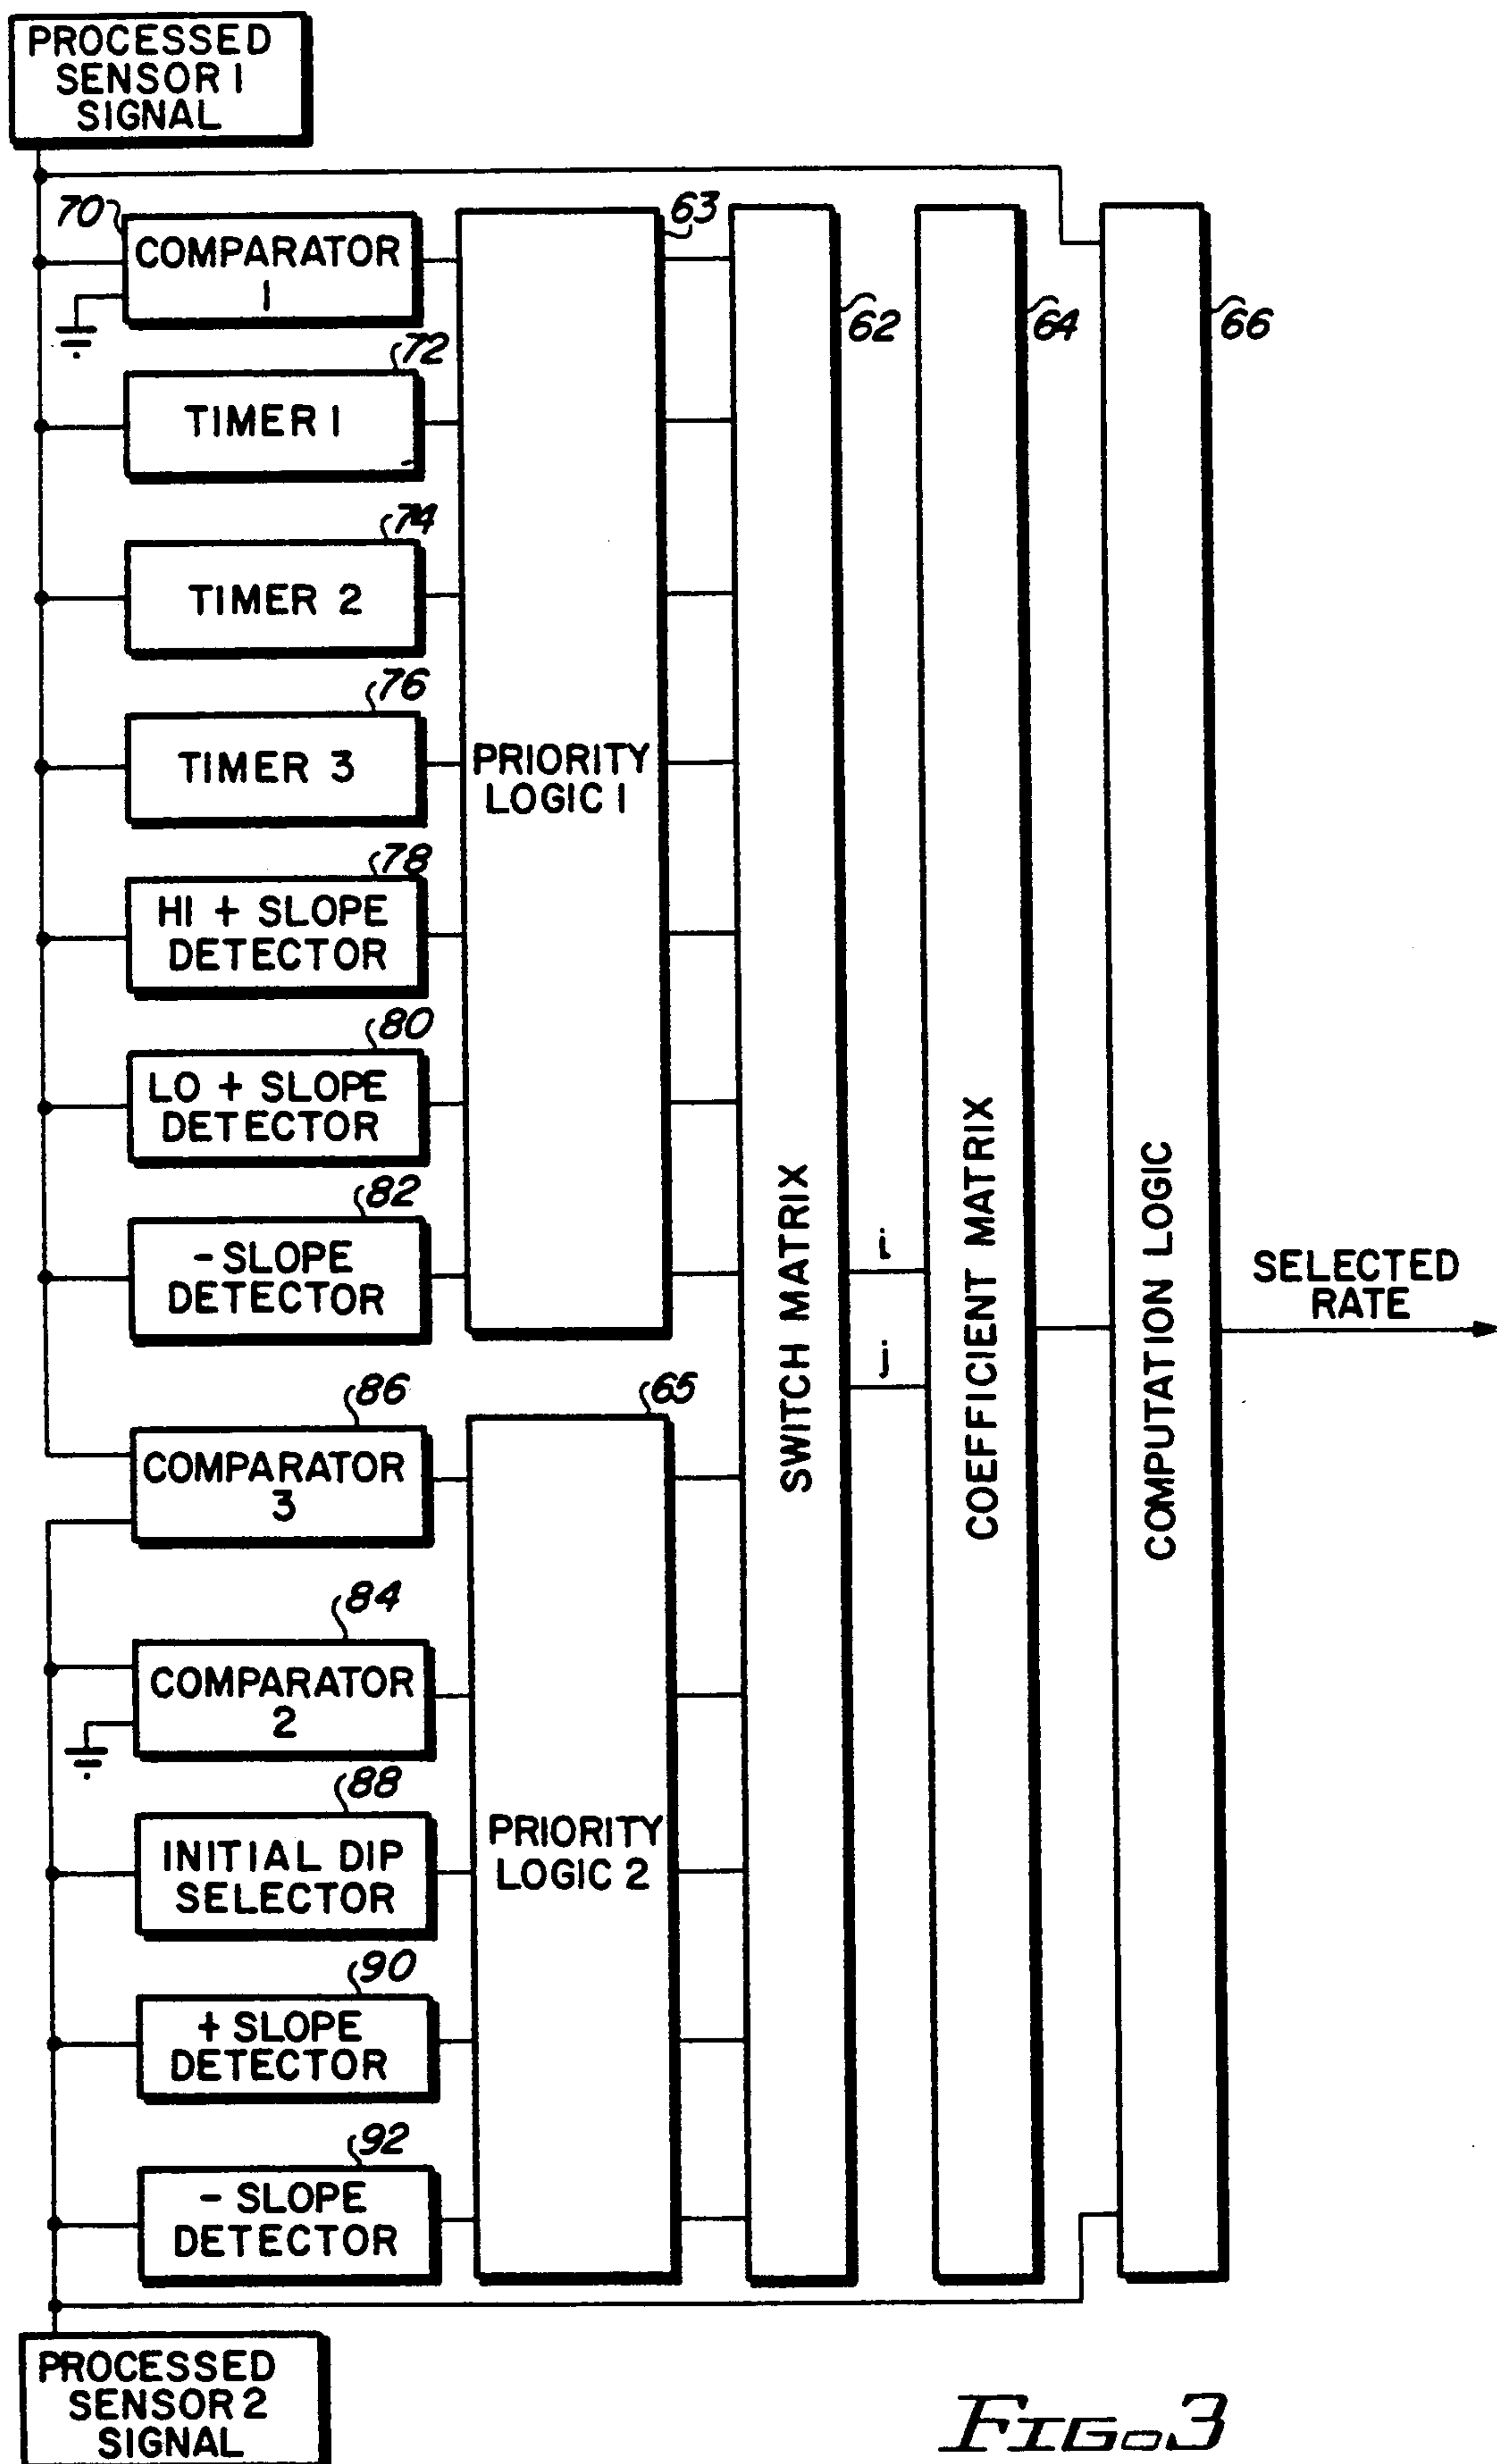 PROCESSED
SENSOR 1
SIGNAL
70
COMPARATOR
1
72
TIMER 1
74
TIMER 2
76
TIMER 3
78
HI + SLOPE
DETECTOR
80
LO + SLOPE
DETECTOR
82
- SLOPE
DETECTOR
63
PRIORITY
LOGIC 1
86
COMPARATOR
3
84
COMPARATOR
2
88
INITIAL DIP
SELECTOR
90
+ SLOPE
DETECTOR
92
- SLOPE
DETECTOR
65
PRIORITY
LOGIC 2
62
SWITCH MATRIX
i
j
64
COEFFICIENT MATRIX
66
COMPUTATION LOGIC
SELECTED
RATE
PROCESSED
SENSOR 2
SIGNAL
FIG. 3